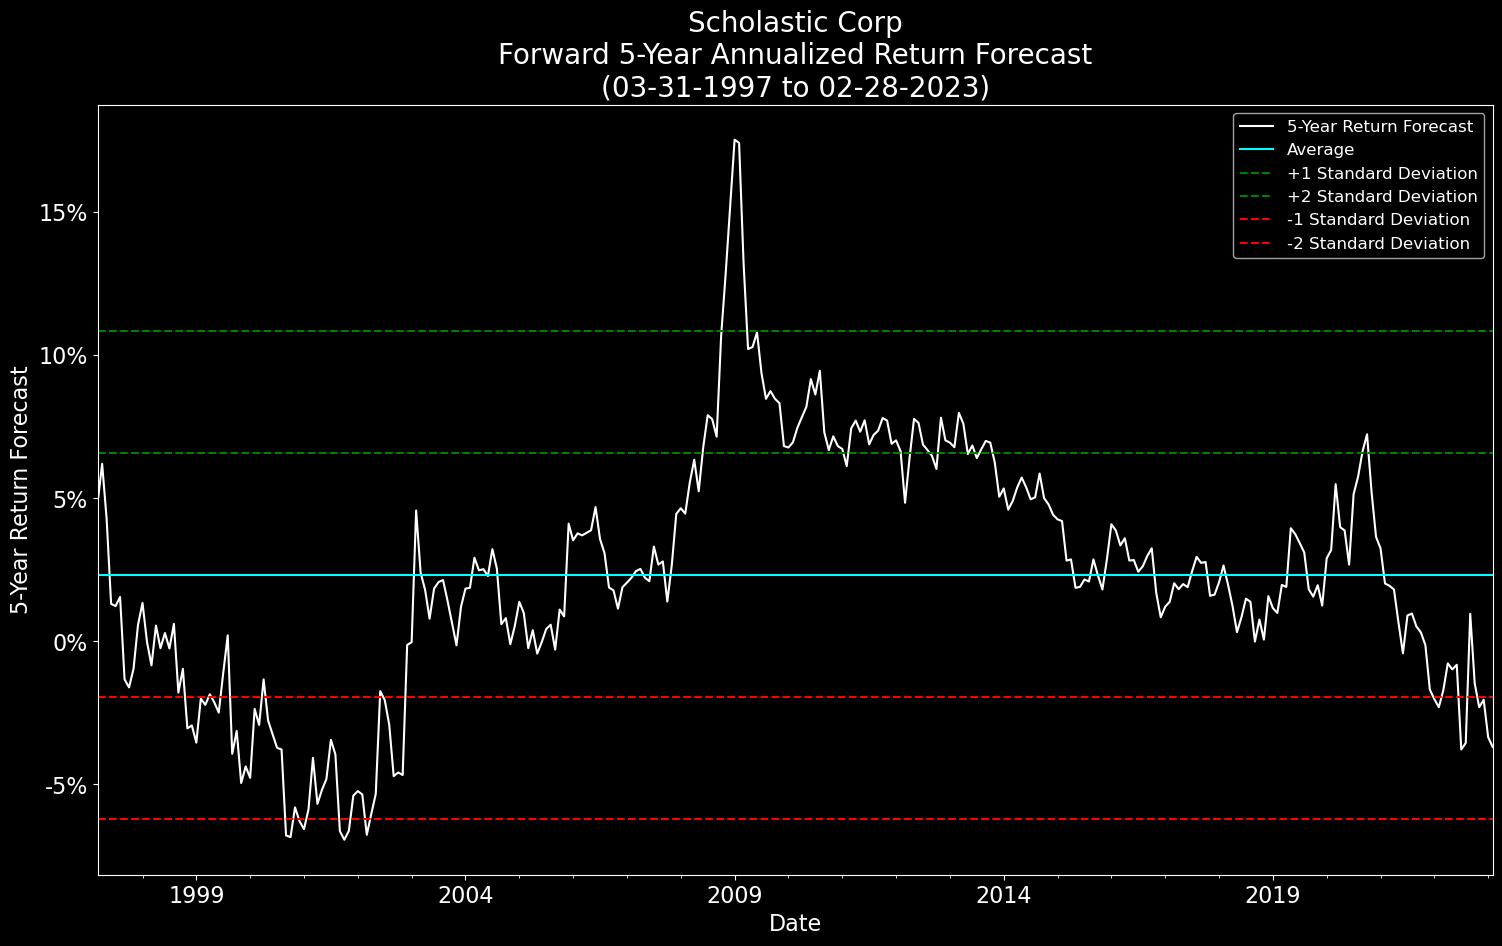 Scholastic Corp
Forward 5-Year Annualized Return Forecast
(03-31-1997 to 02-28-2023)
5-Year Return Forecast
Average
+1 Standard Deviation
+2 Standard Deviation
-1 Standard Deviation
-2 Standard Deviation
5-Year Return Forecast
15%
10%
5%
0%
-5%
1999 2004 2009 2014 2019
Date